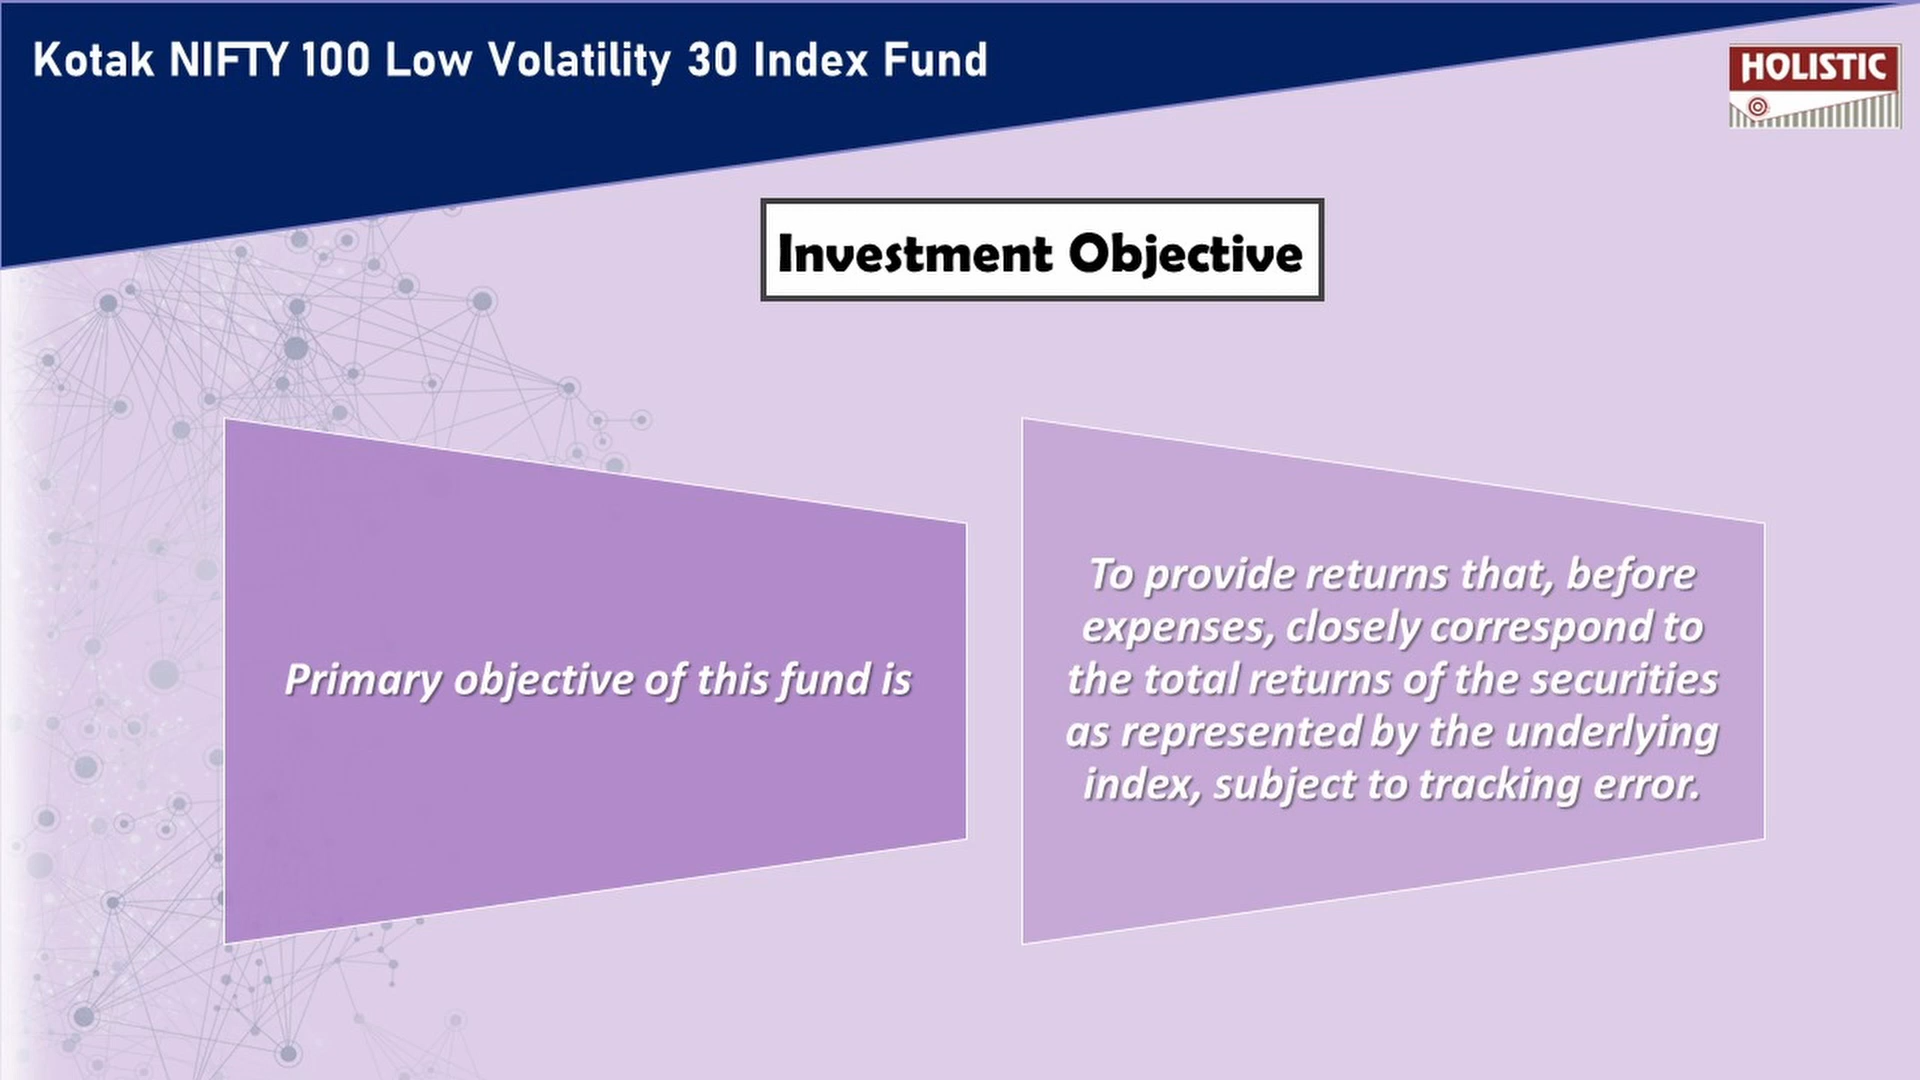 Kotak NIFTY 100 Low Volatility 30 Index Fund
HOLISTIC
Investment Objective
Primary objective of this fund is
To provide returns that, before
expenses, closely correspond to
the total returns of the securities
as represented by the underlying
index, subject to tracking error.